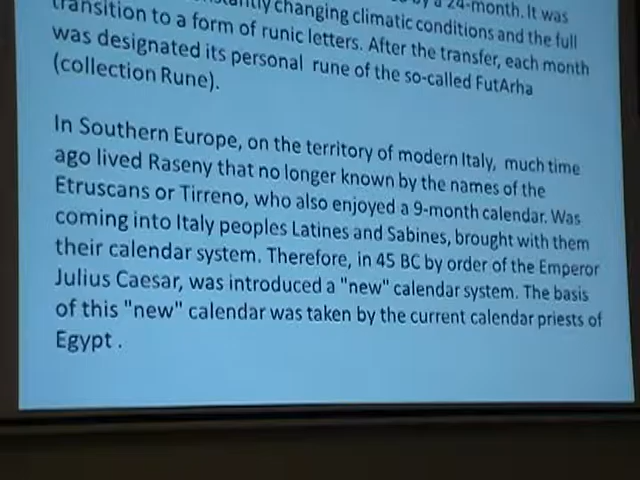 by a 24-month. It was
changing climatic conditions and the full
transition to a form of runic letters. After the transfer, each month
was designated its personal rune of the so-called FutArha
(collection Rune).
In Southern Europe, on the territory of modern Italy, much time
ago lived Raseny that no longer known by the names of the
Etruscans or Tirreno, who also enjoyed a 9-month calendar. Was
coming into Italy peoples Latines and Sabines, brought with them
their calendar system. Therefore, in 45 BC by order of the Emperor
Julius Caesar, was introduced a "new" calendar system. The basis
of this "new" calendar was taken by the current calendar priests of
Egypt .